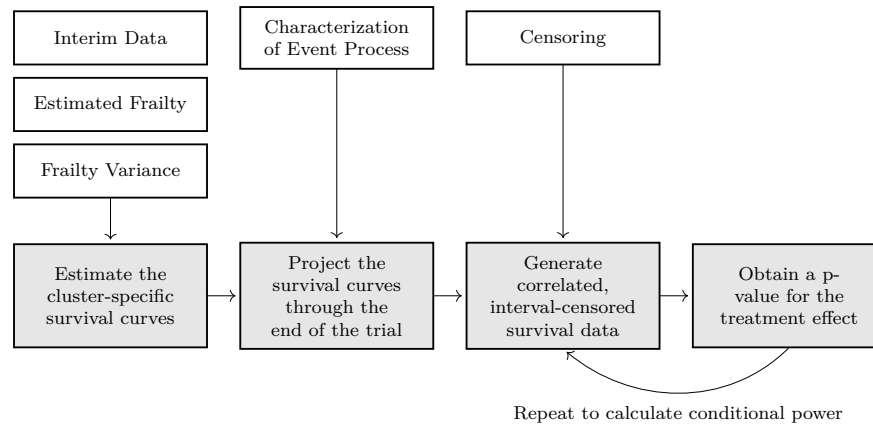 Interim Data
Estimated Frailty
Frailty Variance
Characterization
of Event Process
Censoring
Estimate the
cluster-specific
survival curves
Project the
survival curves
through the
end of the trial
Generate
correlated,
interval-censored
survival data
Obtain a p-
value for the
treatment effect
Repeat to calculate conditional power